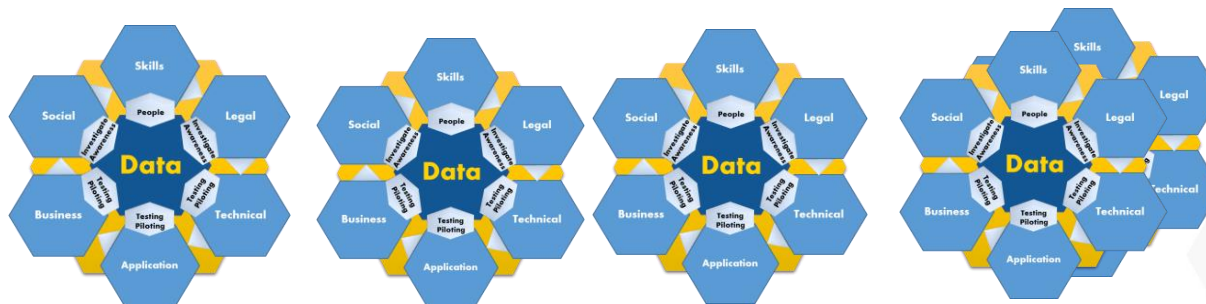 Skills
People
Social
Legal
Investigate
Awareness
Investigate
Awareness
Data
Testing
Piloting
Testing
Piloting
Business
Technical
Testing
Piloting
Application
Skills
People
Social
Legal
Investigate
Awareness
Investigate
Awareness
Data
Testing
Piloting
Testing
Piloting
Business
Technical
Testing
Piloting
Application
Skills
People
Social
Legal
Investigate
Awareness
Investigate
Awareness
Data
Testing
Piloting
Testing
Piloting
Business
Technical
Testing
Piloting
Application
Skills
Skills
People
Social
Legal
Legal
Investigate
Awareness
Investigate
Awareness
Data
Testing
Piloting
Testing
Piloting
Business
Technical
Technical
Testing
Piloting
Application